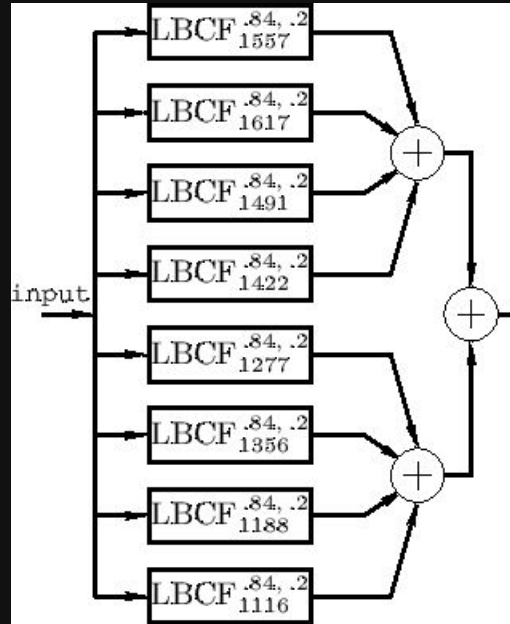 LBCF .84, .2
1557
LBCF .84, .2
1617
LBCF .84, .2
1491
LBCF .84, .2
1422
input
LBCF .84, .2
1277
LBCF .84, .2
1356
LBCF .84, .2
1188
LBCF .84, .2
1116
+
+
+